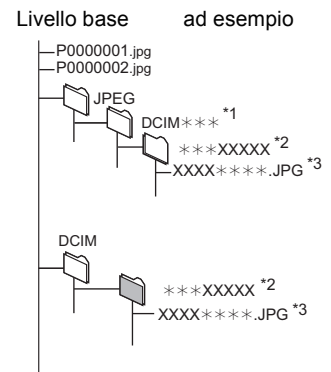 Livello base ad esempio
P0000001.jpg
P0000002.jpg
JPEG
DCIM∗∗∗ *1
∗∗∗XXXXX *2
XXXX∗∗∗∗.JPG *3
DCIM
∗∗∗XXXXX *2
XXXX∗∗∗∗.JPG *3